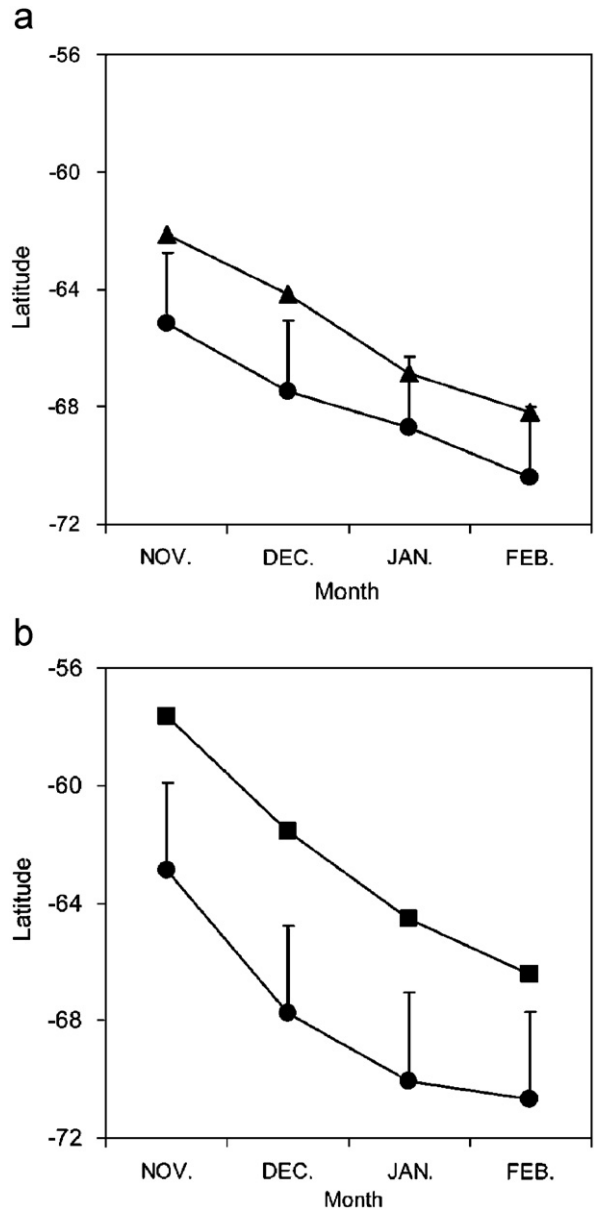 a
-56
-60
-64
-68
-72
Latitude
NOV. DEC. JAN. FEB.
Month
b
-56
-60
-64
-68
-72
Latitude
NOV. DEC. JAN. FEB.
Month